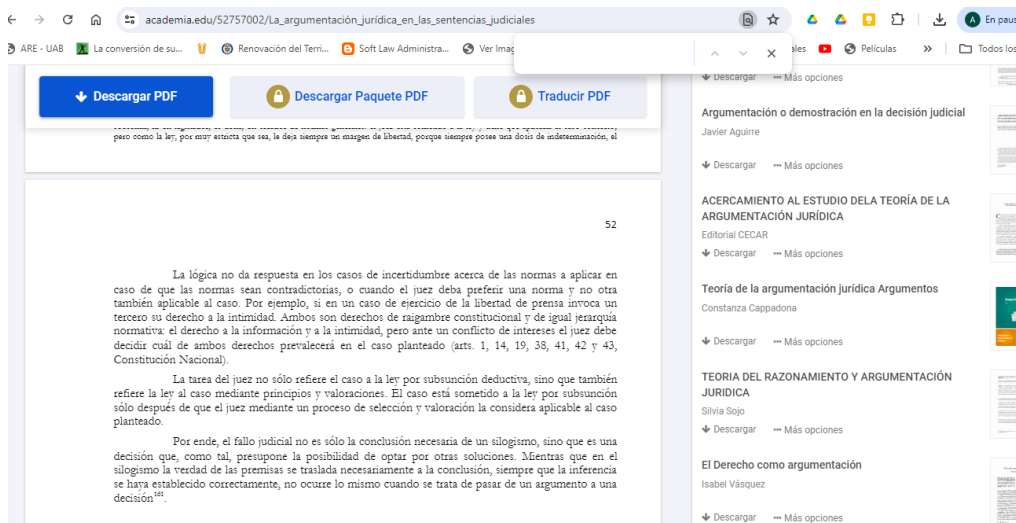 academia.edu/52757002/La_argumentación_jurídica_en_las_sentencias_judiciales
A
En paus
ARE - UAB
La conversión de su...
Renovación del Terri...
Soft Law Administra...
Ver Imag
ales
Películas
»
Todos los
Descargar PDF
Descargar Paquete PDF
Traducir PDF
pero como la ley, por muy estricta que sea, le deja siempre un margen de libertad, porque siempre posee una dosis de indeterminación, el
52
La lógica no da respuesta en los casos de incertidumbre acerca de las normas a aplicar en
caso de que las normas sean contradictorias, o cuando el juez deba preferir una norma y no otra
también aplicable al caso. Por ejemplo, si en un caso de ejercicio de la libertad de prensa invoca un
tercero su derecho a la intimidad. Ambos son derechos de raigambre constitucional y de igual jerarquía
normativa: el derecho a la información y a la intimidad, pero ante un conflicto de intereses el juez debe
decidir cuál de ambos derechos prevalecerá en el caso planteado (arts. 1, 14, 19, 38, 41, 42 y 43,
Constitución Nacional).
La tarea del juez no sólo refiere el caso a la ley por subsunción deductiva, sino que también
refiere la ley al caso mediante principios y valoraciones. El caso está sometido a la ley por subsunción
sólo después de que el juez mediante un proceso de selección y valoración la considera aplicable al caso
planteado.
Por ende, el fallo judicial no es sólo la conclusión necesaria de un silogismo, sino que es una
decisión que, como tal, presupone la posibilidad de optar por otras soluciones. Mientras que en el
silogismo la verdad de las premisas se traslada necesariamente a la conclusión, siempre que la inferencia
se haya establecido correctamente, no ocurre lo mismo cuando se trata de pasar de un argumento a una
decisión¹⁶¹.
Descargar ••• Más opciones
Argumentación o demostración en la decisión judicial
Javier Aguirre
Descargar ••• Más opciones
ACERCAMIENTO AL ESTUDIO DELA TEORÍA DE LA
ARGUMENTACIÓN JURÍDICA
Editorial CECAR
Descargar ••• Más opciones
Teoría de la argumentación jurídica Argumentos
Constanza Cappadona
Descargar ••• Más opciones
TEORIA DEL RAZONAMIENTO Y ARGUMENTACIÓN
JURIDICA
Silvia Sojo
Descargar ••• Más opciones
El Derecho como argumentación
Isabel Vásquez
Descargar ••• Más opciones